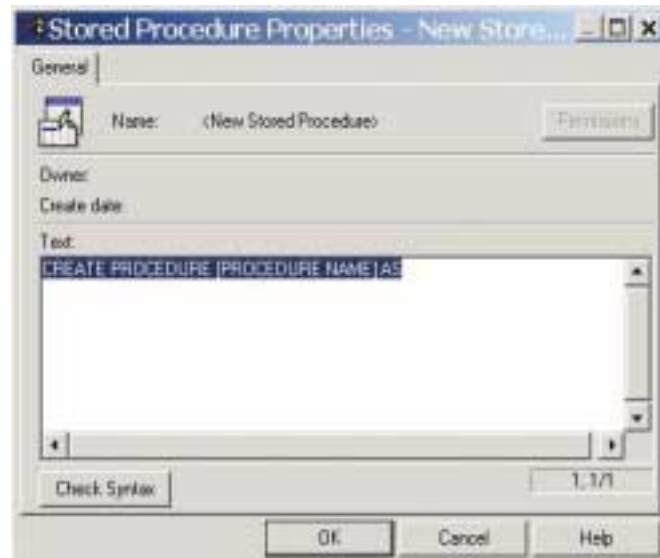 Stored Procedure Properties - New Store...
General
Name: <New Stored Procedure>
Permissions
Owner:
Create date:
Text:
CREATE PROCEDURE [PROCEDURE NAME] AS
Check Syntax
1, 1/1
OK Cancel Help